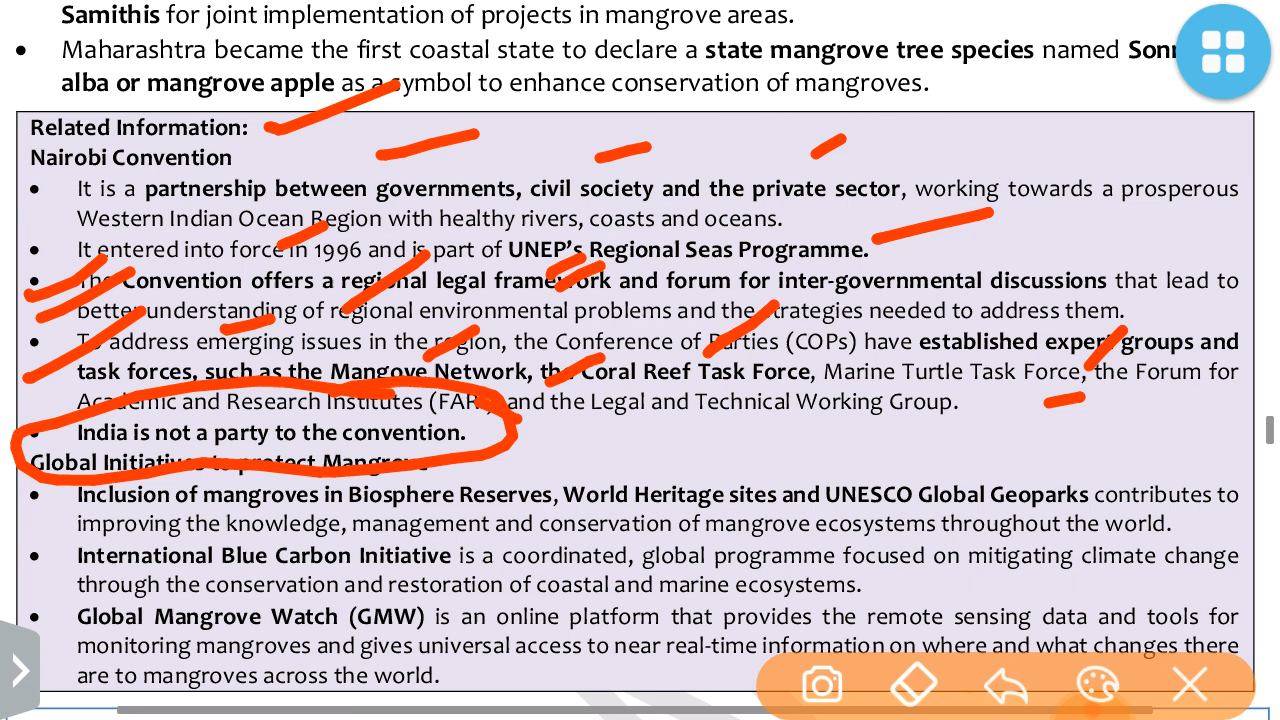 Samithis for joint implementation of projects in mangrove areas.
• Maharashtra became the first coastal state to declare a state mangrove tree species named
alba or mangrove apple as a symbol to enhance conservation of mangroves.
Related Information:
Nairobi Convention
• It is a partnership between governments, civil society and the private sector, working towards a prosperous
Western Indian Ocean Region with healthy rivers, coasts and oceans.
• It entered into force in 1996 and is part of UNEP's Regional Seas Programme.
• The Convention offers a regional legal framework and forum for inter-governmental discussions that lead to
better understanding of regional environmental problems and the strategies needed to address them.
• To address emerging issues in the region, the Conference of Parties (COPs) have established expert groups and
task forces, such as the Mangove Network, the Coral Reef Task Force, Marine Turtle Task Force, the Forum for
Academic and Research Institutes and the Legal and Technical Working Group.
• India is not a party to the convention.
Global Initiatives to protect Mangrove
• Inclusion of mangroves in Biosphere Reserves, World Heritage sites and UNESCO Global Geoparks contributes to
improving the knowledge, management and conservation of mangrove ecosystems throughout the world.
• International Blue Carbon Initiative is a coordinated, global programme focused on mitigating climate change
through the conservation and restoration of coastal and marine ecosystems.
• Global Mangrove Watch (GMW) is an online platform that provides the remote sensing data and tools for
monitoring mangroves and gives universal access to near real-time information on where and what changes there
are to mangroves across the world.